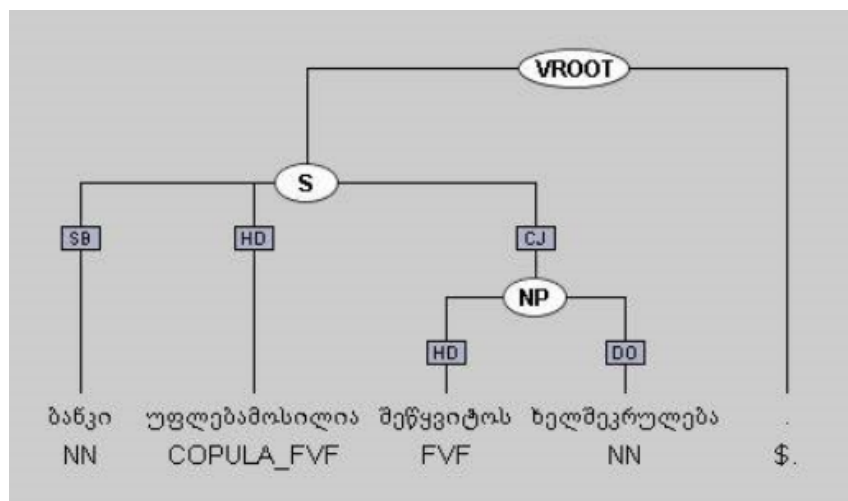 VROOT
S
SB HD CJ
NP
HD DO
ბანკი უფლებამოსილია შეწყვიტოს ხელშეკრულება .
NN COPULA_FVF FVF NN $.